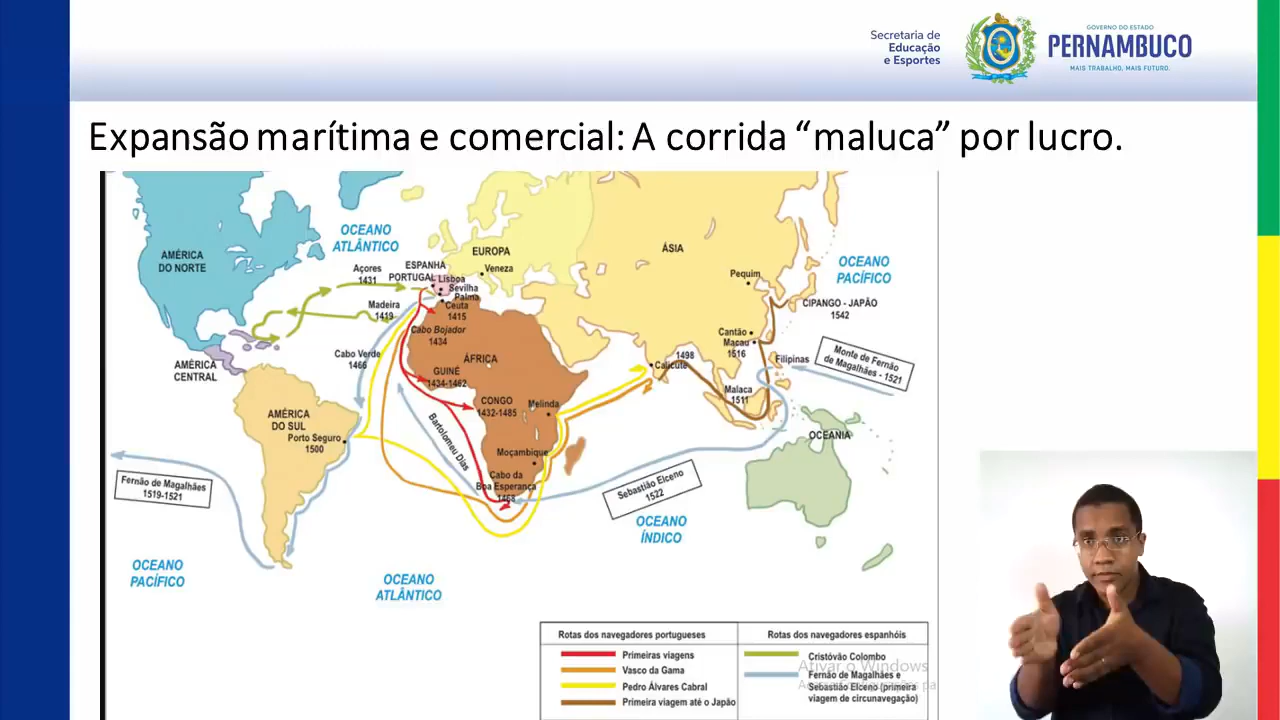 Secretaria de
Educação
e Esportes
GOVERNO DO ESTADO
PERNAMBUCO
MAIS TRABALHO, MAIS FUTURO.
Expansão marítima e comercial: A corrida “maluca” por lucro.
OCEANO
ATLÂNTICO
AMÉRICA
DO NORTE
EUROPA
ÁSIA
OCEANO
PACÍFICO
Açores
1431
ESPANHA
PORTUGAL
Lisboa
Sevilha
Palma
Ceuta
1415
Veneza
Pequim
CIPANGO - JAPÃO
1542
Madeira
1419
Cabo Bojador
1434
Cantão
Macau
1516
Cabo Verde
1466
ÁFRICA
1498
Calicute
Filipinas
Monte de Fernão
de Magalhães - 1521
AMÉRICA
CENTRAL
GUINÉ
1434-1462
CONGO
1432-1485
Melinda
Malaca
1511
AMÉRICA
DO SUL
Porto Seguro
1500
Bartolomeu Dias
OCEANIA
Moçambique
Cabo da
Boa Esperança
1468
Fernão de Magalhães
1519-1521
Sebastião Elceno
1522
OCEANO
ÍNDICO
OCEANO
PACÍFICO
OCEANO
ATLÂNTICO
Rotas dos navegadores portugueses
Primeiras viagens
Vasco da Gama
Pedro Álvares Cabral
Primeira viagem até o Japão
Rotas dos navegadores espanhóis
Cristóvão Colombo
Fernão de Magalhães e
Sebastião Elceno (primeira
viagem de circunavegação)
Ativar o Windows